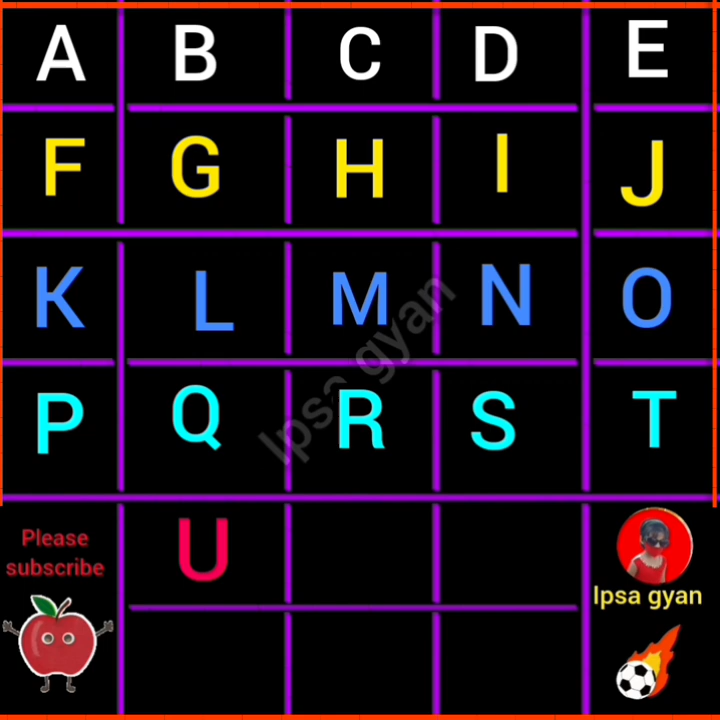 A B C D E
F G H I J
K L M N O
Ipsa gyan
P Q R S T
U
Please
subscribe
Ipsa gyan